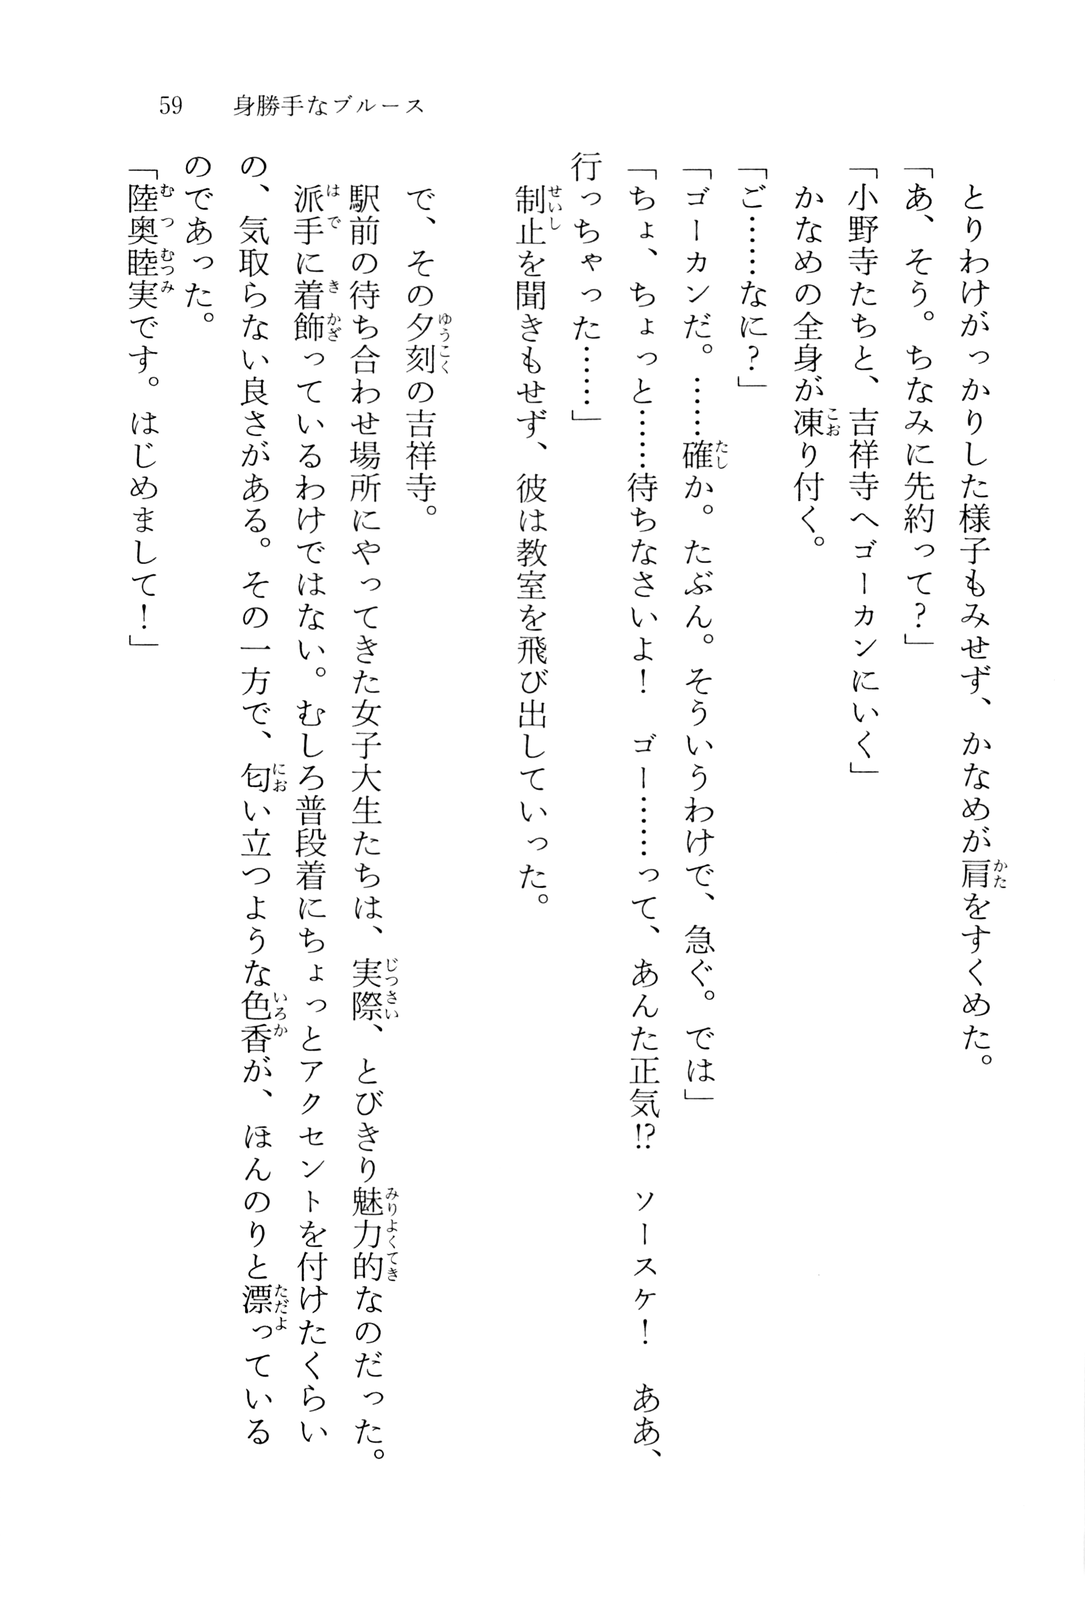 59　身勝手なブルース
　とりわけがっかりした様子もみせず、かなめが肩をすくめた。
「あ、そう。ちなみに先約って？」
「小野寺たちと、吉祥寺へゴーカンにいく」
　かなめの全身が凍り付く。
「ご……なに？」
「ゴーカンだ。……確か。たぶん。そういうわけで、急ぐ。では」
「ちょ、ちょっと……待ちなさいよ！　ゴー……って、あんた正気⁉　ソースケ！　ああ、
行っちゃった……」
　制止を聞きもせず、彼は教室を飛び出していった。
　で、その夕刻の吉祥寺。
　駅前の待ち合わせ場所にやってきた女子大生たちは、実際、とびきり魅力的なのだった。
　派手に着飾っているわけではない。むしろ普段着にちょっとアクセントを付けたくらい
の、気取らない良さがある。その一方で、匂い立つような色香が、ほんのりと漂っている
のであった。
「陸奥睦実です。はじめまして！」